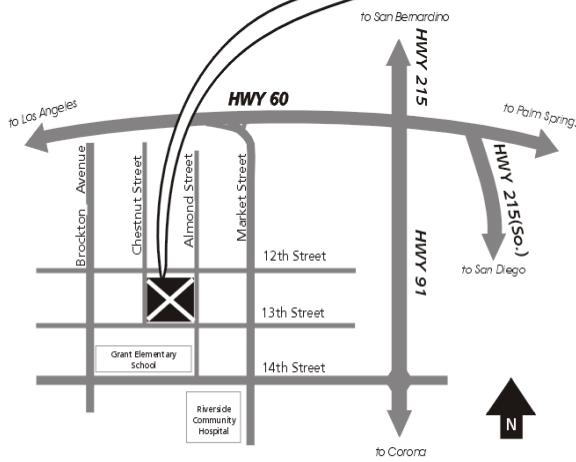 to San Bernardino
HWY 215
to Los Angeles
HWY 60
to Palm Springs
Brockton Avenue
Chestnut Street
Almond Street
Market Street
HWY 215(So.)
12th Street
HWY 91
to San Diego
13th Street
Grant Elementary
School
14th Street
Riverside
Community
Hospital
N
to Corona